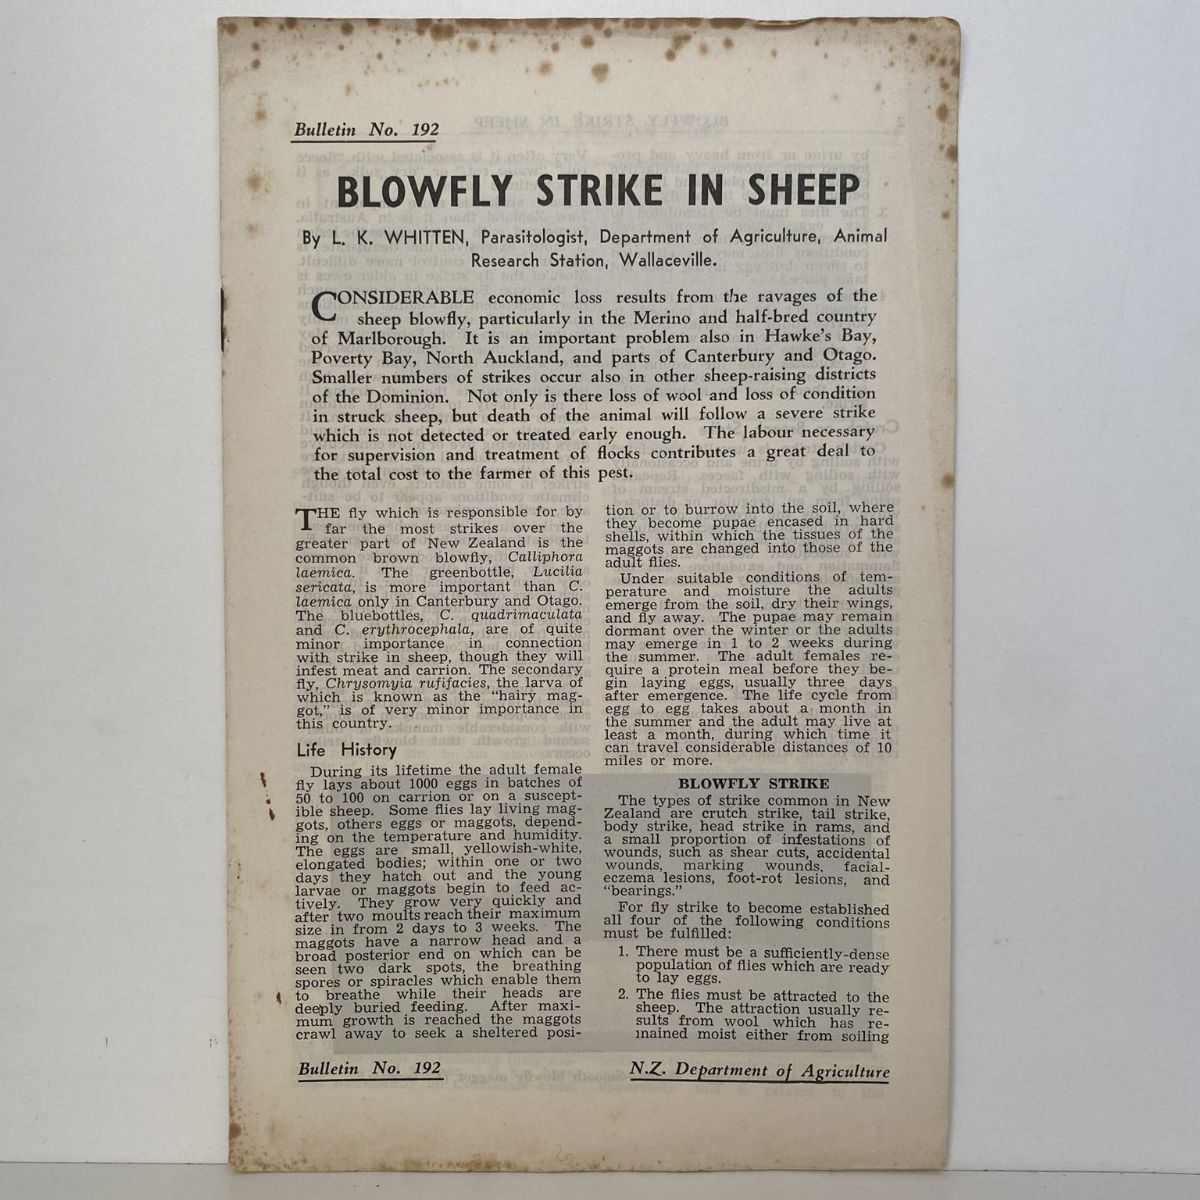 Bulletin No. 192
BLOWFLY STRIKE IN SHEEP
By L. K. WHITTEN, Parasitologist, Department of Agriculture, Animal
Research Station, Wallaceville.
CONSIDERABLE economic loss results from the ravages of the
sheep blowfly, particularly in the Merino and half-bred country
of Marlborough. It is an important problem also in Hawke's Bay,
Poverty Bay, North Auckland, and parts of Canterbury and Otago.
Smaller numbers of strikes occur also in other sheep-raising districts
of the Dominion. Not only is there loss of wool and loss of condition
in struck sheep, but death of the animal will follow a severe strike
which is not detected or treated early enough. The labour necessary
for supervision and treatment of flocks contributes a great deal to
the total cost to the farmer of this pest.
THE fly which is responsible for by
far the most strikes over the
greater part of New Zealand is the
common brown blowfly, Calliphora
laemica. The greenbottle, Lucilia
sericata, is more important than C.
laemica only in Canterbury and Otago.
The bluebottles, C. quadrimaculata
and C. erythrocephala, are of quite
minor importance in connection
with strike in sheep, though they will
infest meat and carrion. The secondary
fly, Chrysomyia rufifacies, the larva of
which is known as the "hairy mag-
got," is of very minor importance in
this country.
Life History
During its lifetime the adult female
fly lays about 1000 eggs in batches of
50 to 100 on carrion or on a suscept-
ible sheep. Some flies lay living mag-
gots, others eggs or maggots, depend-
ing on the temperature and humidity.
The eggs are small, yellowish-white,
elongated bodies; within one or two
days they hatch out and the young
larvae or maggots begin to feed ac-
tively. They grow very quickly and
after two moults reach their maximum
size in from 2 days to 3 weeks. The
maggots have a narrow head and a
broad posterior end on which can be
seen two dark spots, the breathing
spores or spiracles which enable them
to breathe while their heads are
deeply buried feeding. After maxi-
mum growth is reached the maggots
crawl away to seek a sheltered posi-
tion or to burrow into the soil, where
they become pupae encased in hard
shells, within which the tissues of the
maggots are changed into those of the
adult flies.
Under suitable conditions of tem-
perature and moisture the adults
emerge from the soil, dry their wings,
and fly away. The pupae may remain
dormant over the winter or the adults
may emerge in 1 to 2 weeks during
the summer. The adult females re-
quire a protein meal before they be-
gin laying eggs, usually three days
after emergence. The life cycle from
egg to egg takes about a month in
the summer and the adult may live at
least a month, during which time it
can travel considerable distances of 10
miles or more.
BLOWFLY STRIKE
The types of strike common in New
Zealand are crutch strike, tail strike,
body strike, head strike in rams, and
a small proportion of infestations of
wounds, such as shear cuts, accidental
wounds, marking wounds, facial-
eczema lesions, foot-rot lesions, and
"bearings."
For fly strike to become established
all four of the following conditions
must be fulfilled:
1. There must be a sufficiently-dense
population of flies which are ready
to lay eggs.
2. The flies must be attracted to the
sheep. The attraction usually re-
sults from wool which has re-
mained moist either from soiling
Bulletin No. 192
N.Z. Department of Agriculture